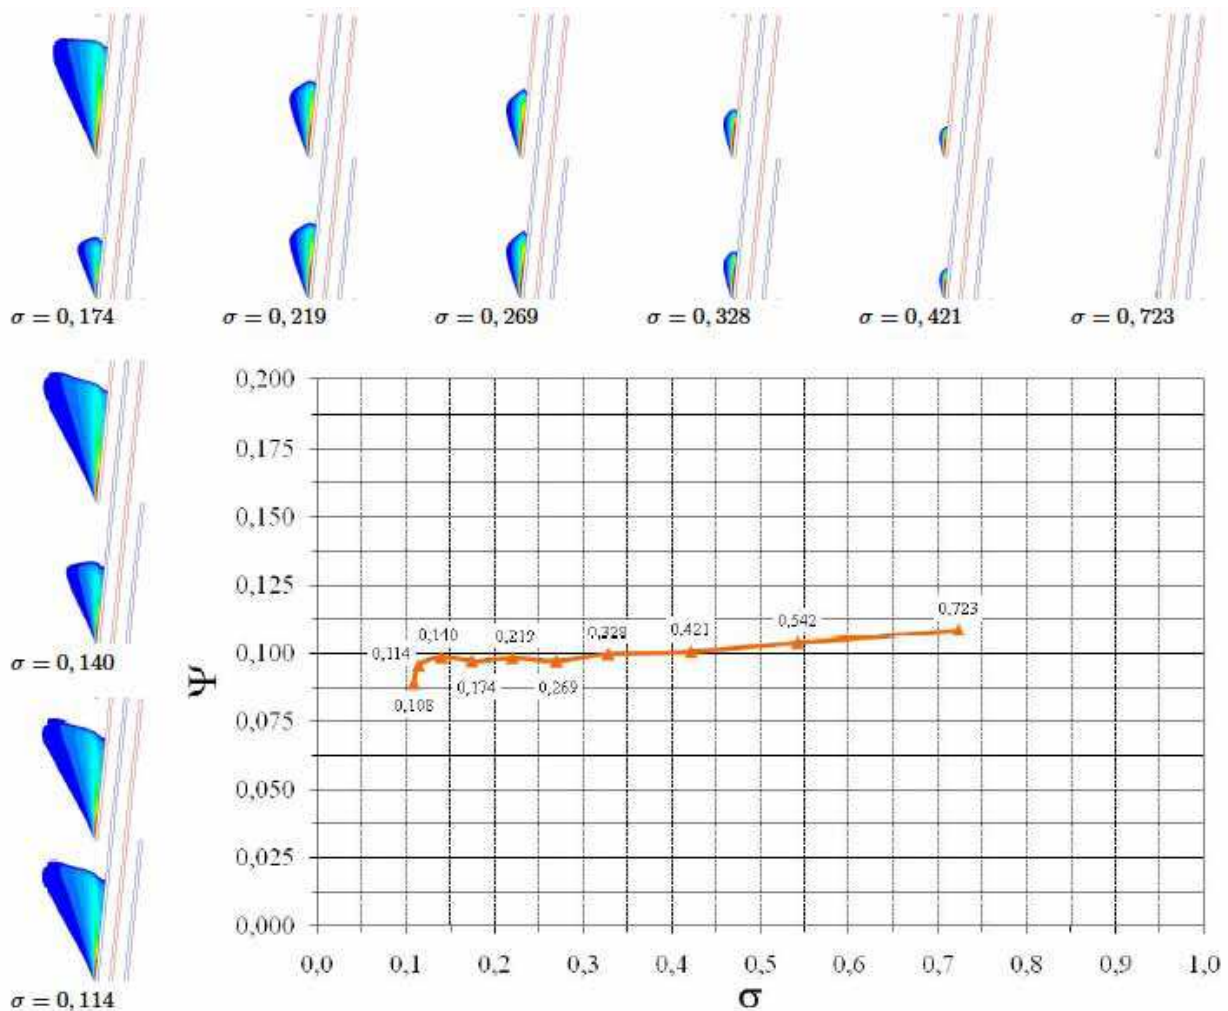 σ = 0, 174
σ = 0, 219
σ = 0, 269
σ = 0, 328
σ = 0, 421
σ = 0, 723
σ = 0, 140
σ = 0, 114
0,200
0,175
0,150
0,125
0,100
0,075
0,050
0,025
0,000
Ψ
0,108
0,114
0,140
0,174
0,219
0,269
0,328
0,421
0,542
0,723
0,0 0,1 0,2 0,3 0,4 0,5 0,6 0,7 0,8 0,9 1,0
σ